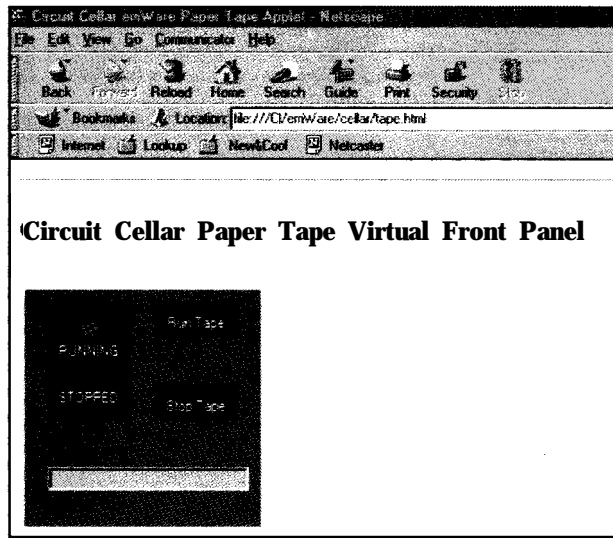 Circuit Cellar emWare Paper Tape Applet - Netscape
File Edit View Go Communicator Help
Back Forward Reload Home Search Guide Print Security Stop
Bookmarks Location: file:///C|/emWare/cellar/tape.html
Internet Lookup New&Cool Netcaster
Circuit Cellar Paper Tape Virtual Front Panel
Run Tape
RUNNING
STOPPED
Stop Tape